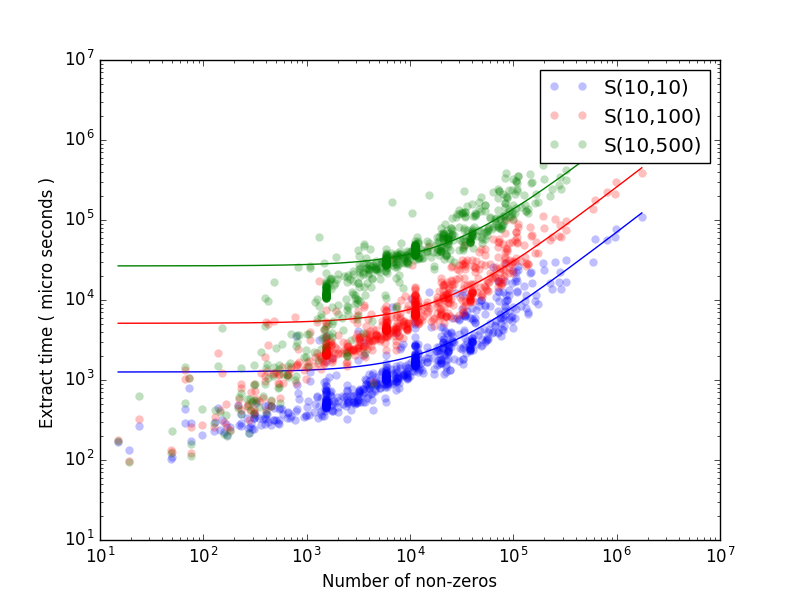 10^7
10^6
10^5
10^4
10^3
10^2
10^1
Extract time ( micro seconds )
S(10,10)
S(10,100)
S(10,500)
10^1 10^2 10^3 10^4 10^5 10^6 10^7
Number of non-zeros